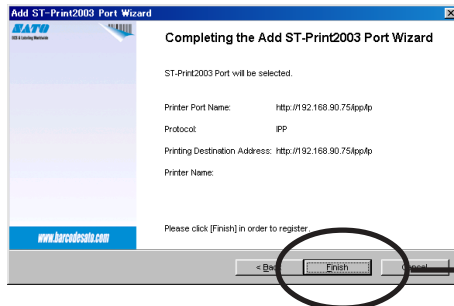 Add ST-Print2003 Port Wizard
SATO
Completing the Add ST-Print2003 Port Wizard
ST-Print2003 Port will be selected.
Printer Port Name: http://192.168.90.75/ipp/lp
Protocol: IPP
Printing Destination Address: http://192.168.90.75/ipp/lp
Printer Name:
Please click [Finish] in order to register.
www.barcodesato.com
< Back Finish Cancel